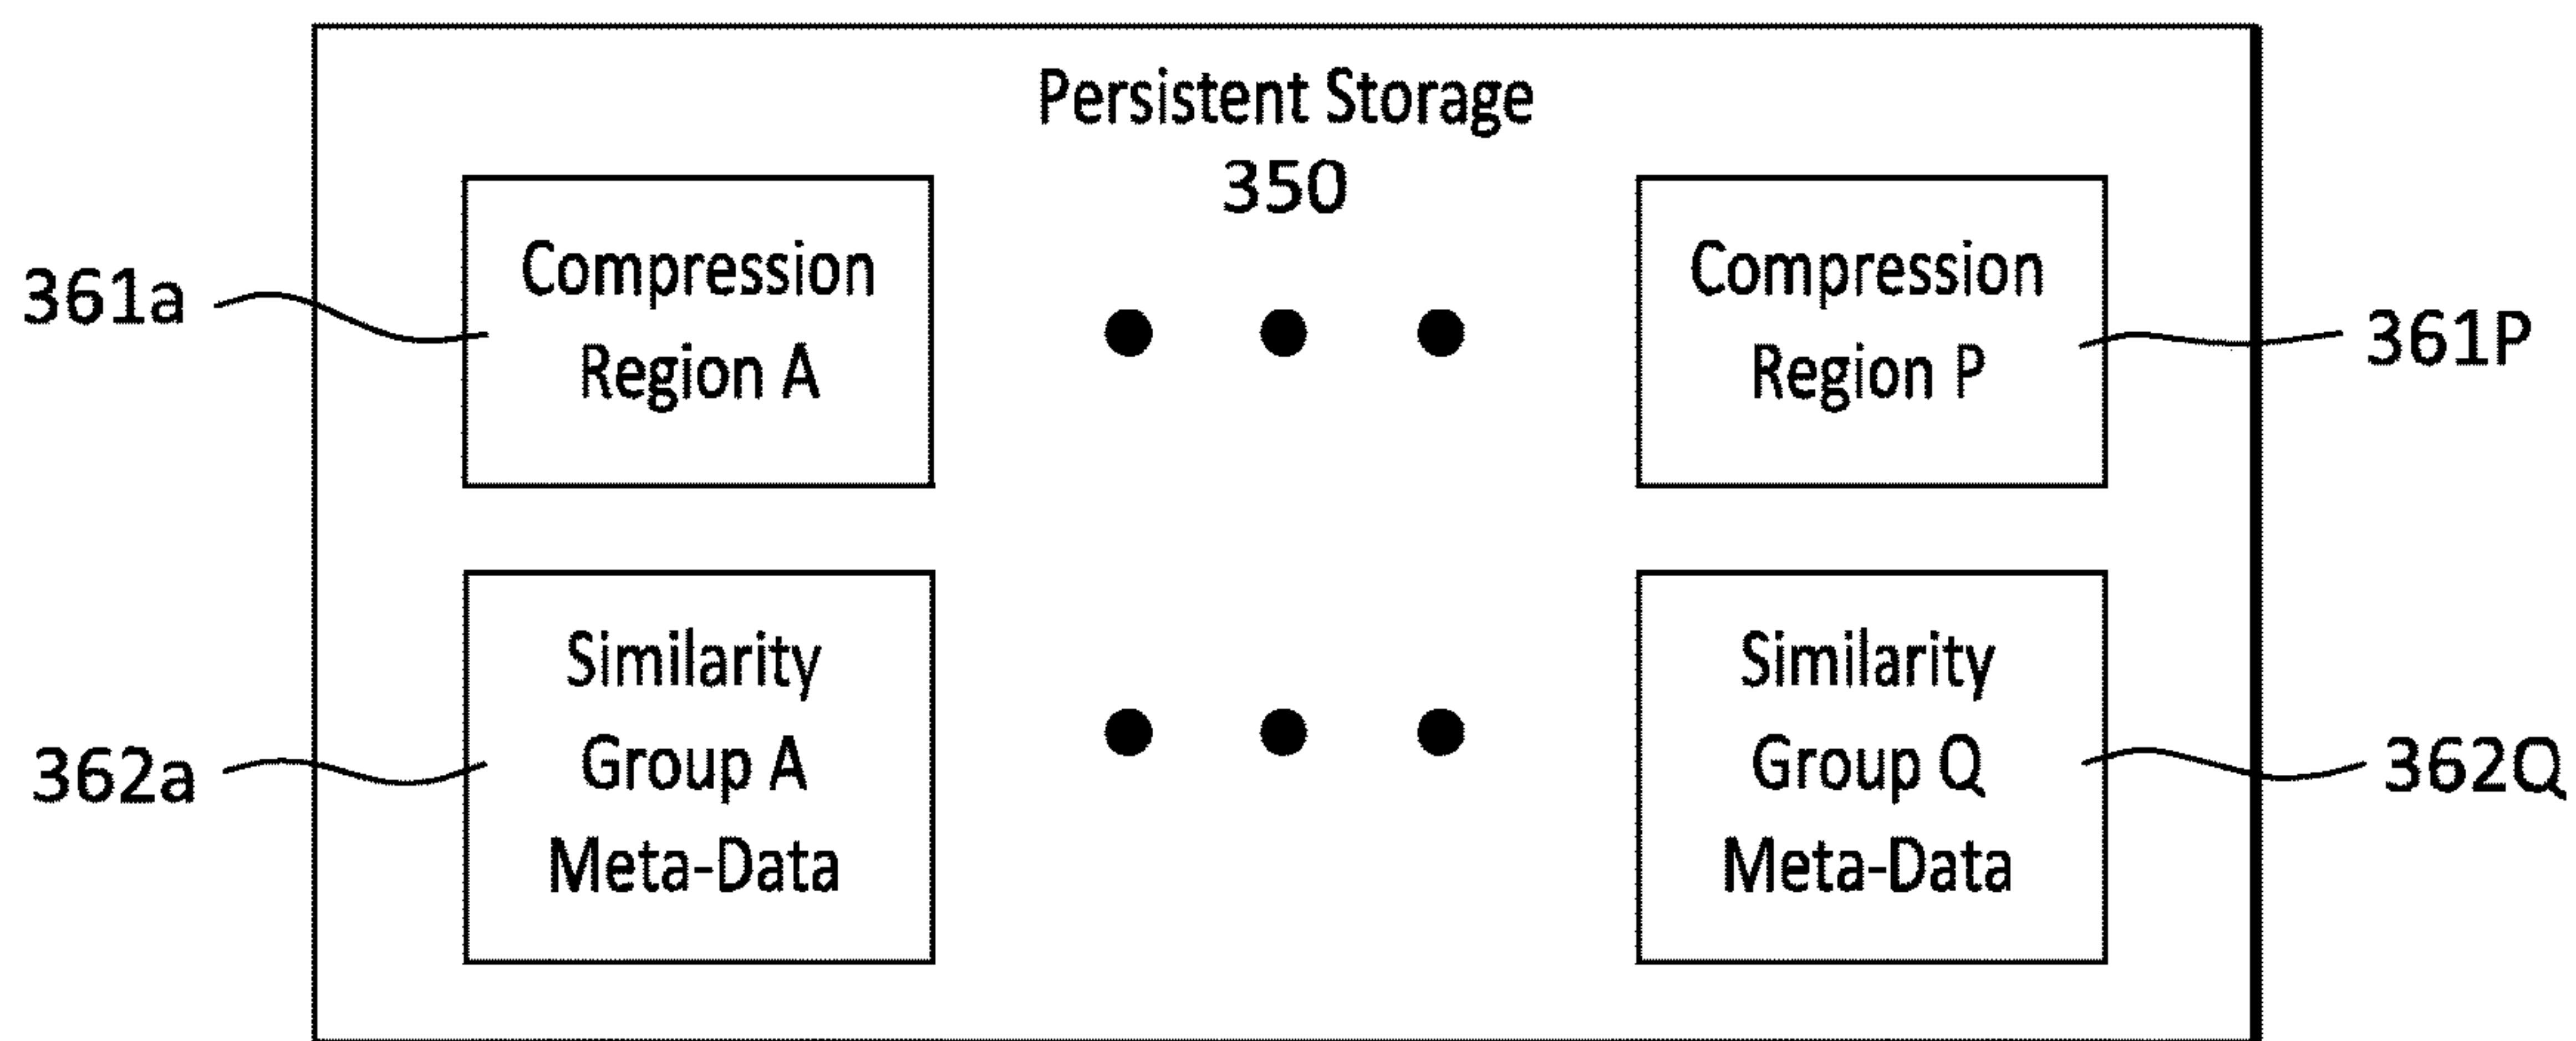 Persistent Storage
350
361a
Compression
Region A
Compression
Region P
361P
362a
Similarity
Group A
Meta-Data
Similarity
Group Q
Meta-Data
362Q